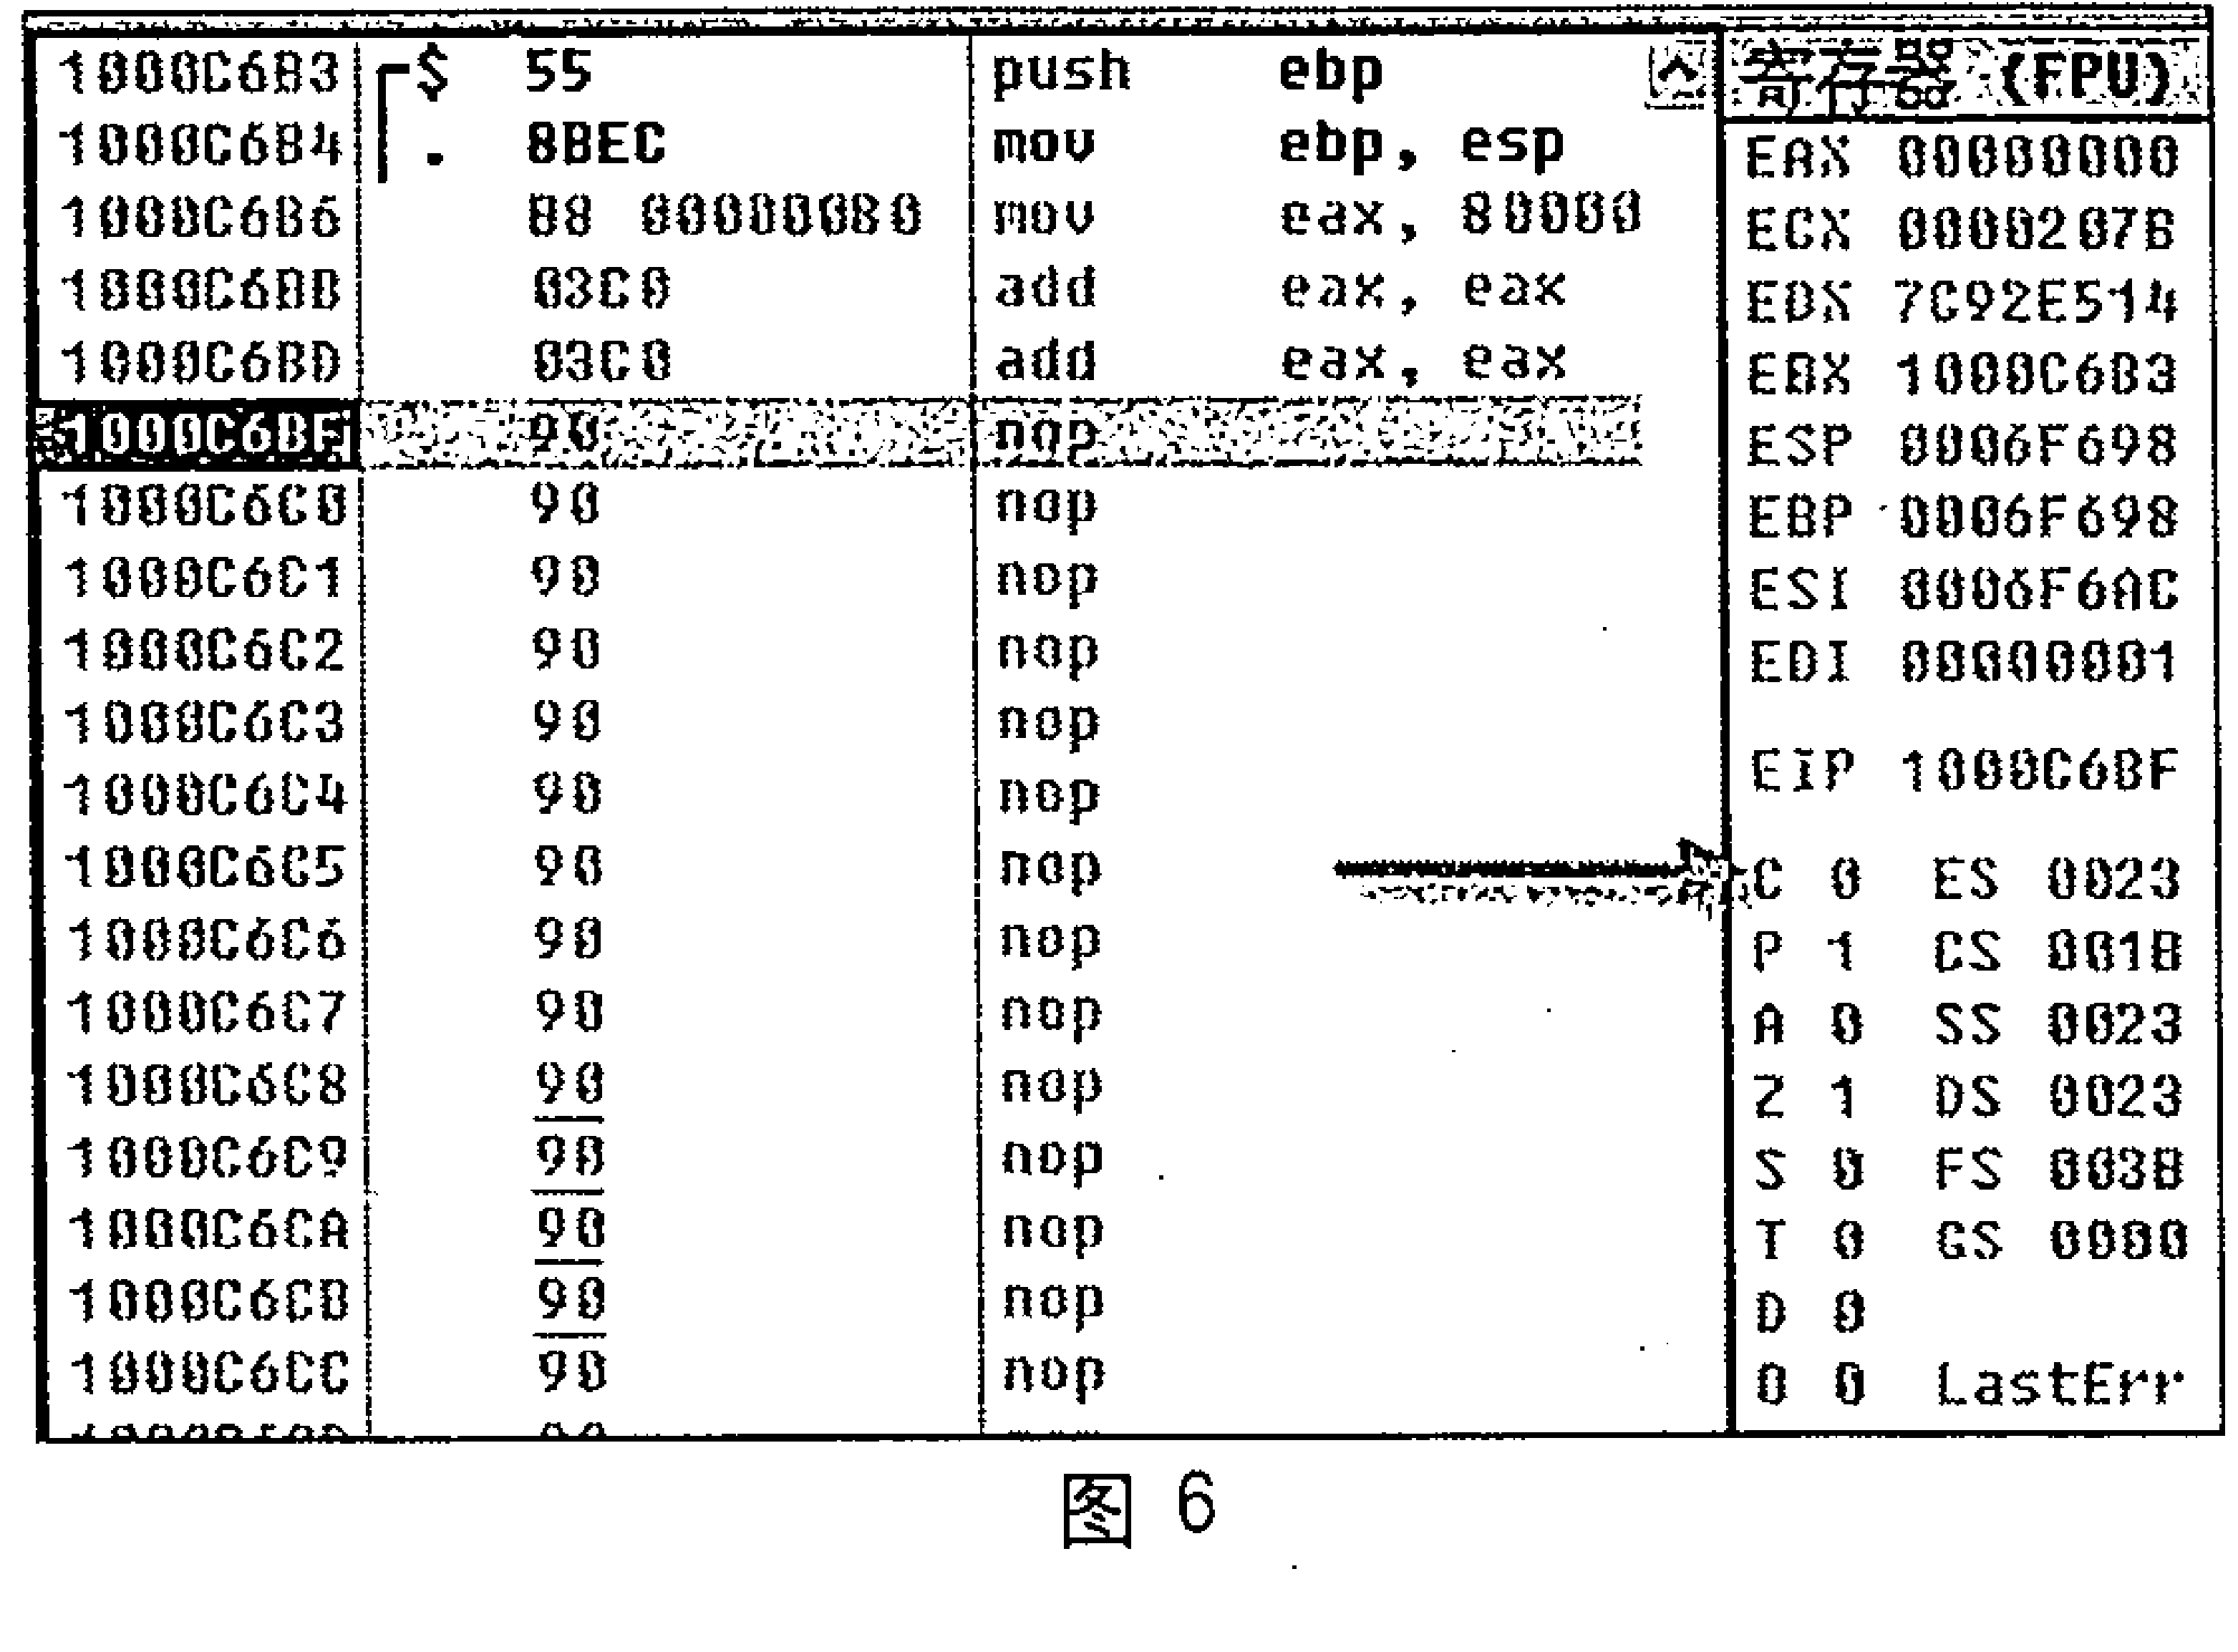 1000C6B3 $ 55 push ebp 寄存器 (FPU)
1000C6B4 . 8BEC mov ebp, esp EAX 00000000
1000C6B6 B8 00000080 mov eax, 80000 ECX 0000207B
1000C6BB 03C0 add eax, eax EDX 7C92E514
1000C6BD 03C0 add eax, eax EBX 1000C6B3
1000C6BF 90 nop ESP 0006F698
1000C6C0 90 nop EBP 0006F698
1000C6C1 90 nop ESI 0006F6AC
1000C6C2 90 nop EDI 00000001
1000C6C3 90 nop
1000C6C4 90 nop EIP 1000C6BF
1000C6C5 90 nop C 0 ES 0023
1000C6C6 90 nop P 1 CS 001B
1000C6C7 90 nop A 0 SS 0023
1000C6C8 90 nop Z 1 DS 0023
1000C6C9 90 nop S 0 FS 003B
1000C6CA 90 nop T 0 GS 0000
1000C6CB 90 nop D 0
1000C6CC 90 nop O 0 LastErr
图 6